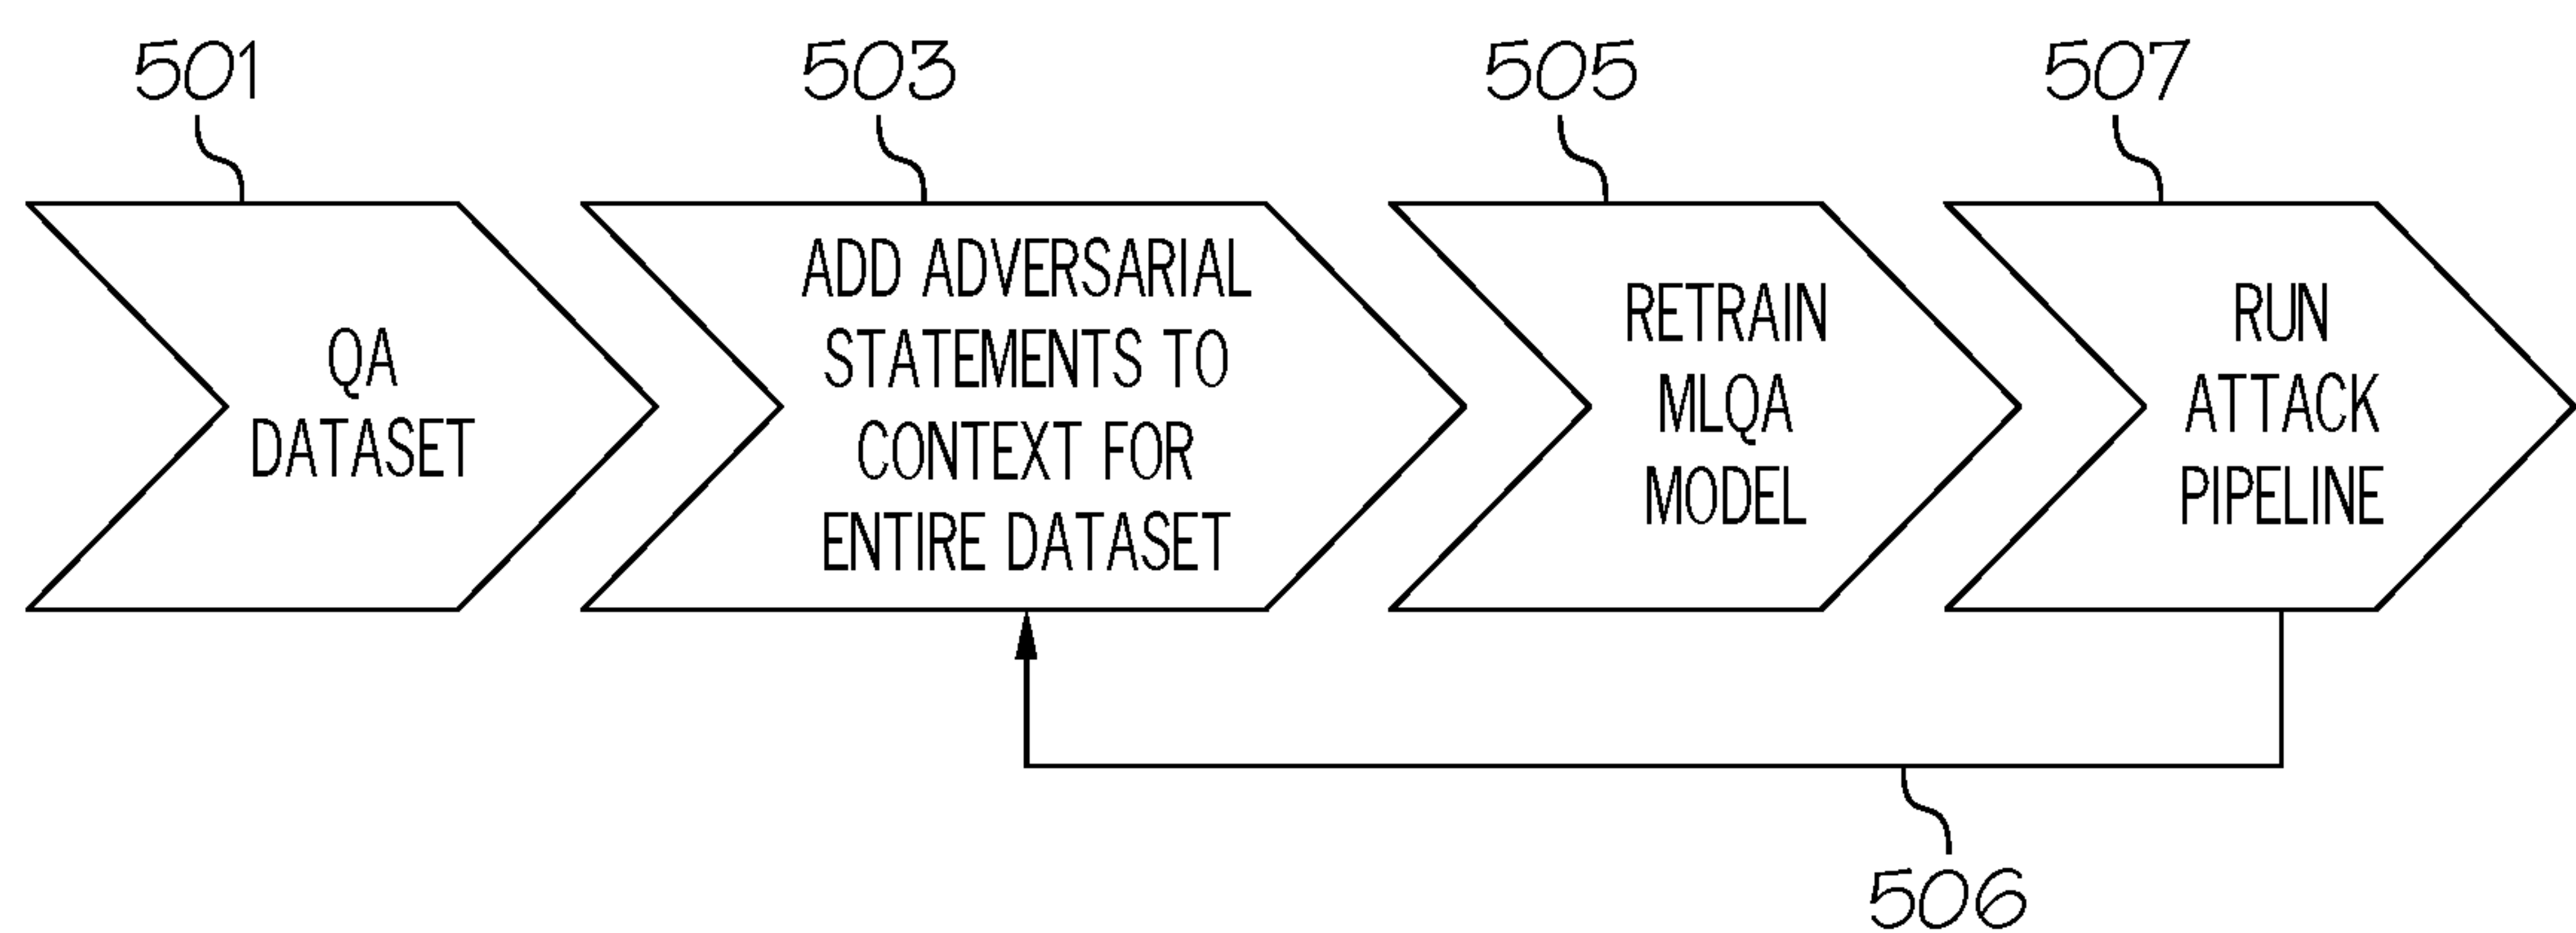 501
503
505
507
QA
DATASET
ADD ADVERSARIAL
STATEMENTS TO
CONTEXT FOR
ENTIRE DATASET
RETRAIN
MLQA
MODEL
RUN
ATTACK
PIPELINE
506